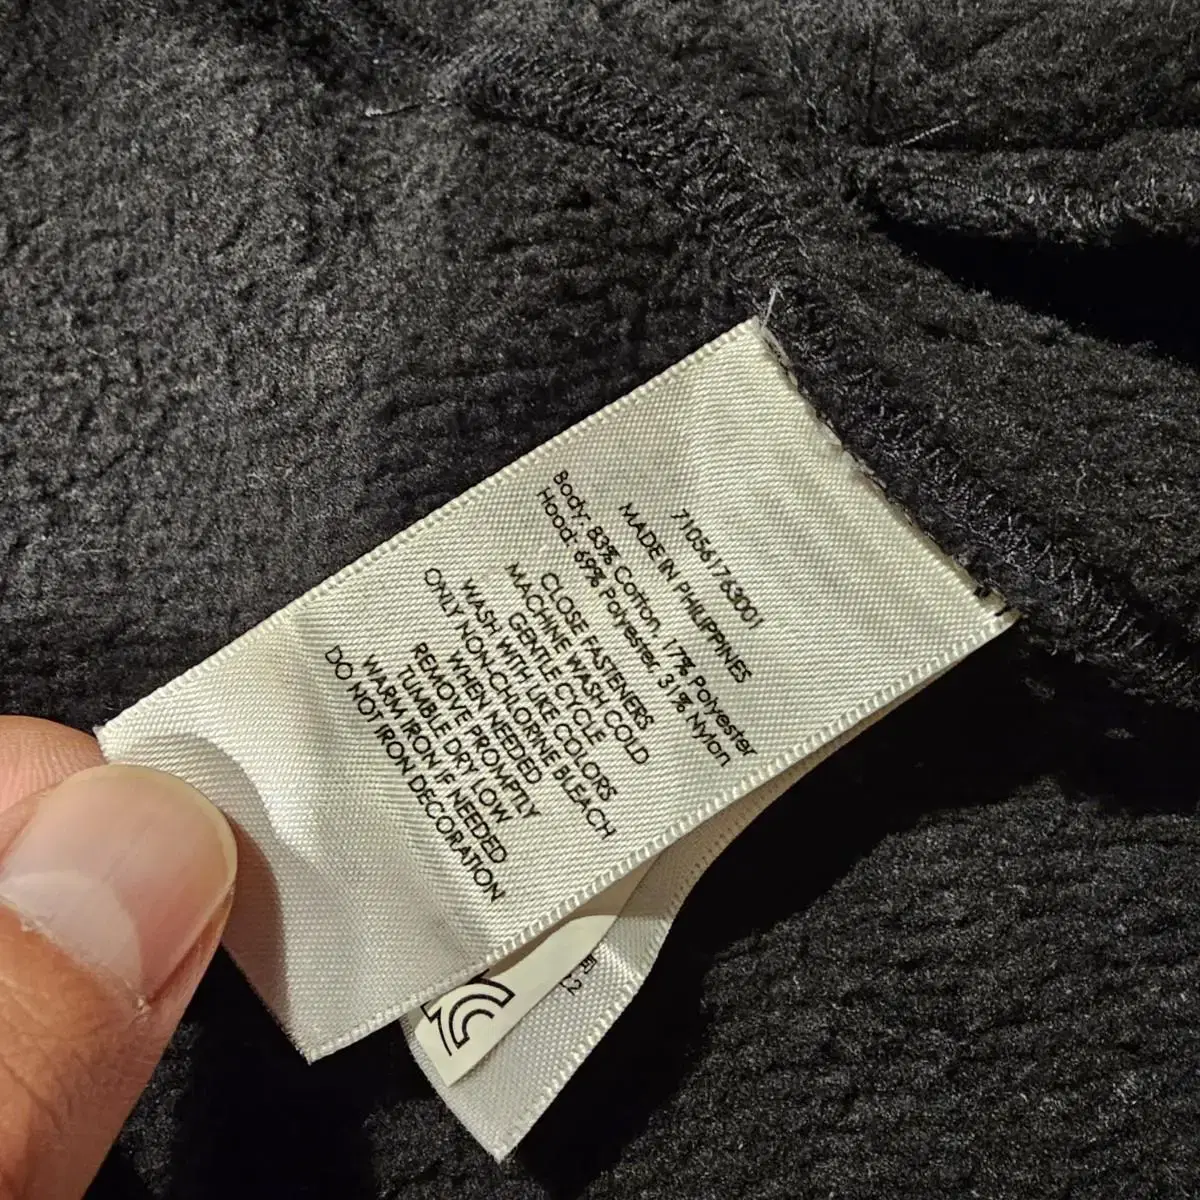 710561763001
MADE IN PHILIPPINES
Body: 83% Cotton, 17% Polyester
Hood: 69% Polyester 31% Nylon
CLOSE FASTENERS
MACHINE WASH COLD
GENTLE CYCLE
WASH WITH LIKE COLORS
ONLY NON-CHLORINE BLEACH
WHEN NEEDED
REMOVE PROMPTLY
TUMBLE DRY LOW
WARM IRON IF NEEDED
DO NOT IRON DECORATION